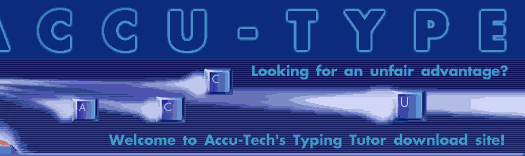 ACCU-TYPE
Looking for an unfair advantage?
C
A
C
U
Welcome to Accu-Tech's Typing Tutor download site!